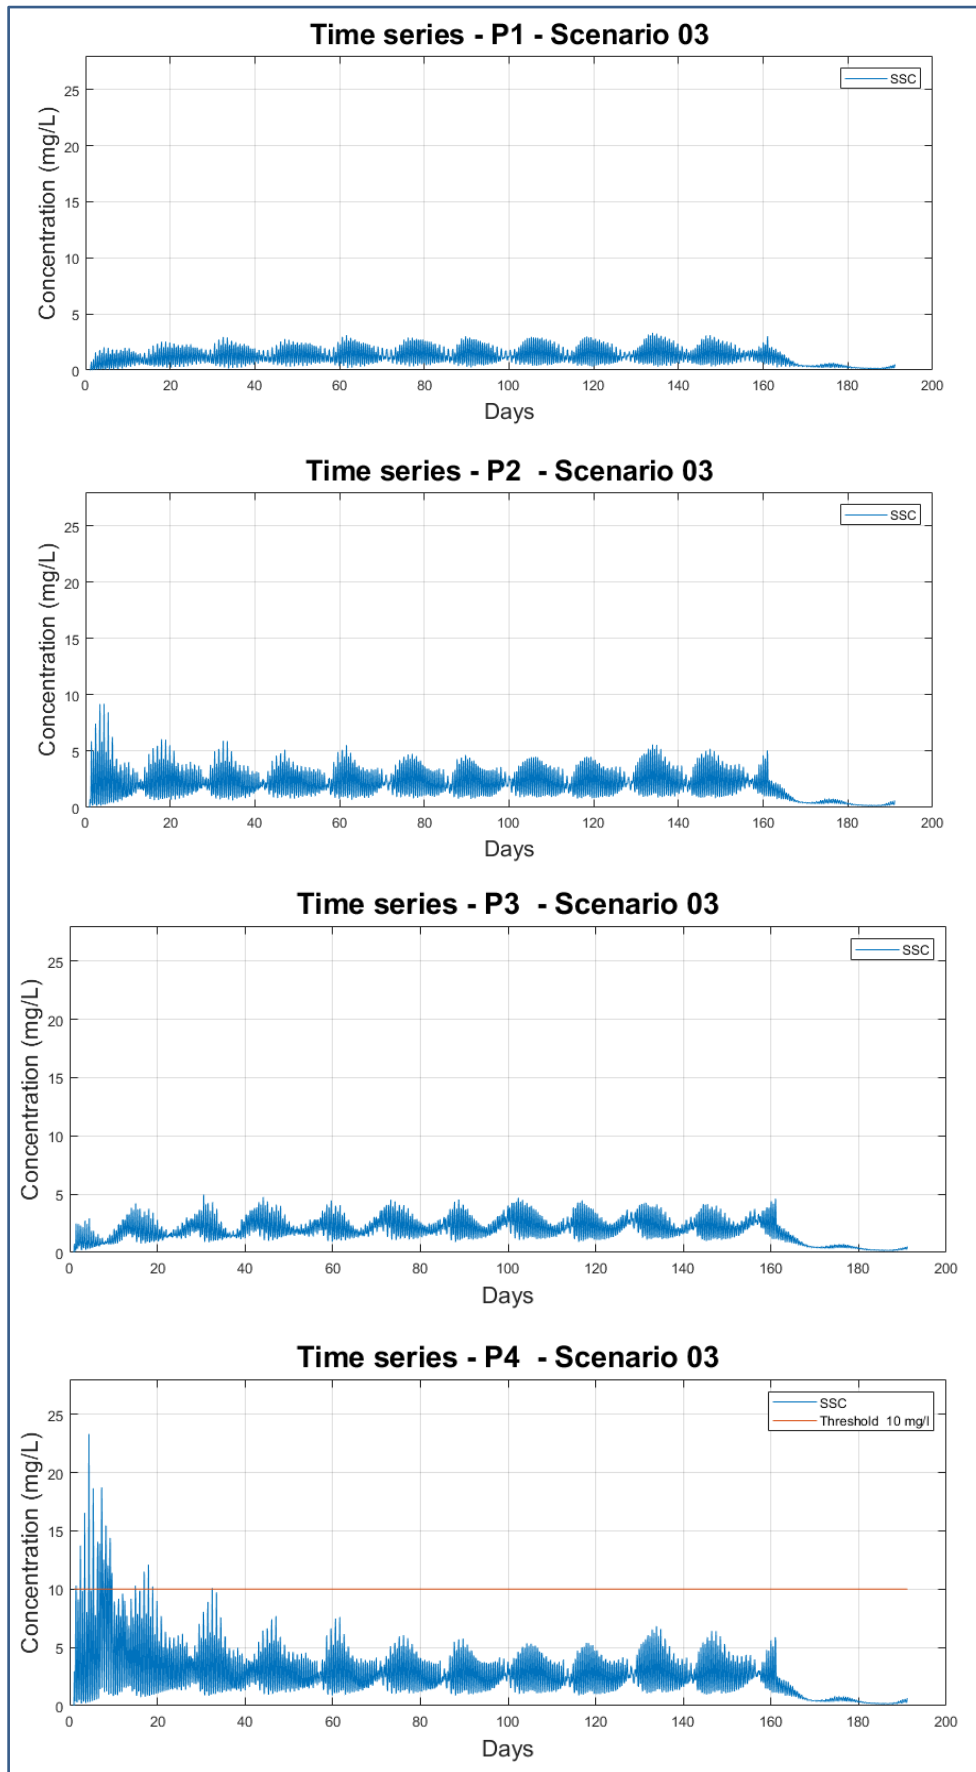 Time series - P1 - Scenario 03
SSC
Concentration (mg/L)
25
20
15
10
5
0
0 20 40 60 80 100 120 140 160 180 200
Days
Time series - P2 - Scenario 03
SSC
Concentration (mg/L)
25
20
15
10
5
0
0 20 40 60 80 100 120 140 160 180 200
Days
Time series - P3 - Scenario 03
SSC
Concentration (mg/L)
25
20
15
10
5
0
0 20 40 60 80 100 120 140 160 180 200
Days
Time series - P4 - Scenario 03
SSC
Threshold 10 mg/l
Concentration (mg/L)
25
20
15
10
5
0
0 20 40 60 80 100 120 140 160 180 200
Days